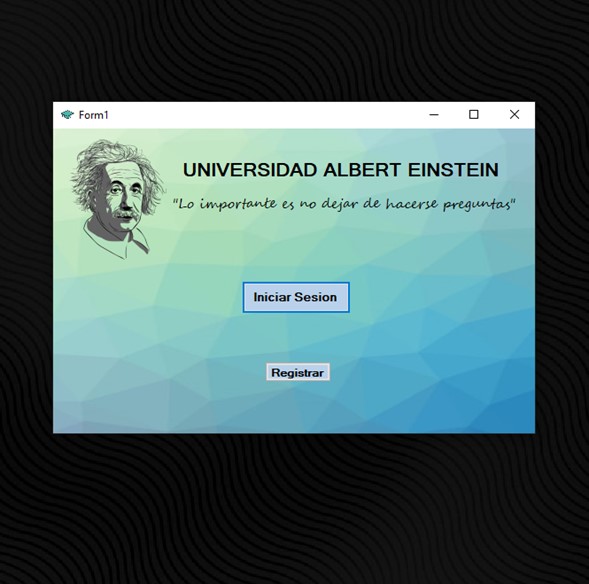 Form1
UNIVERSIDAD ALBERT EINSTEIN
"Lo importante es no dejar de hacerse preguntas"
Iniciar Sesion
Registrar